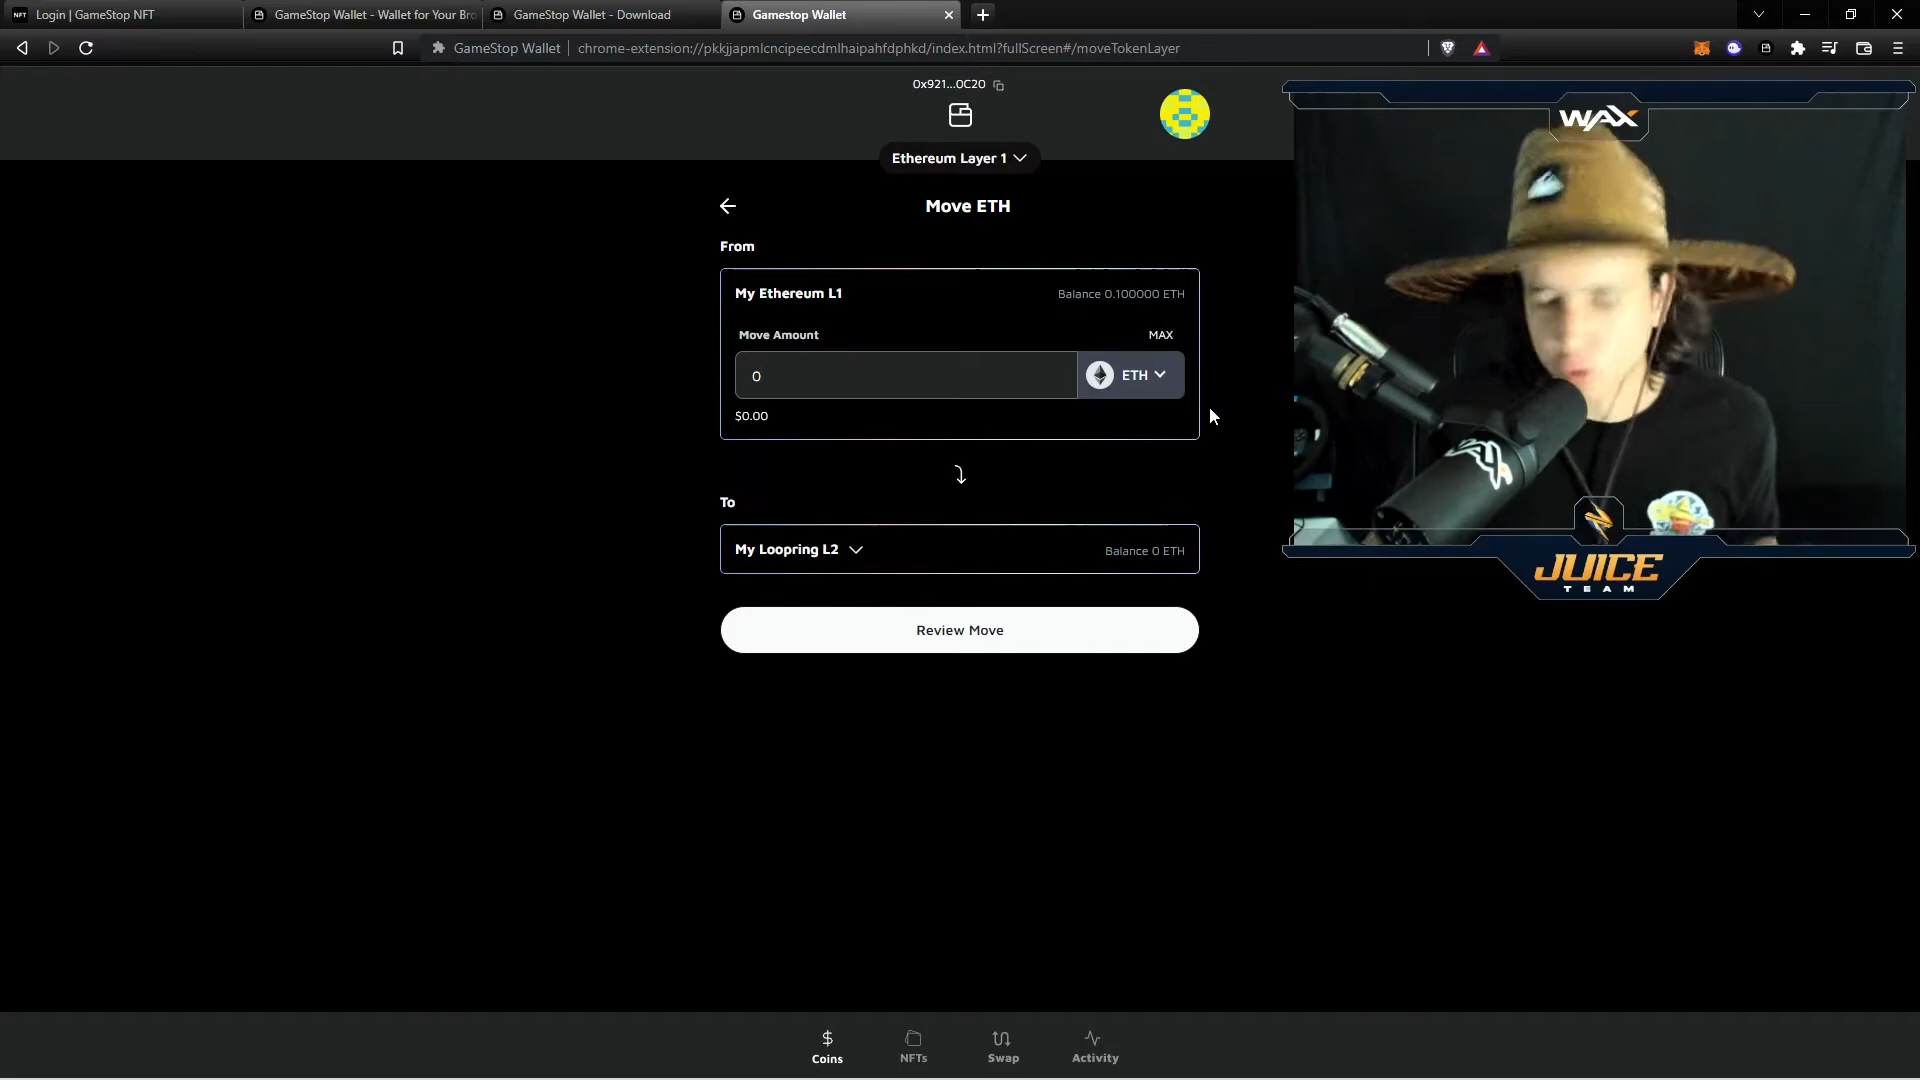 NFT Login | GameStop NFT
GameStop Wallet - Wallet for Your Bro
GameStop Wallet - Download
Gamestop Wallet
GameStop Wallet
chrome-extension://pkkjjapmlcncipeecdmlhaipahfdphkd/index.html?fullScreen#/moveTokenLayer
0x921...0C20
Ethereum Layer 1
Move ETH
From
My Ethereum L1
Balance 0.100000 ETH
Move Amount
MAX
0
ETH
$0.00
To
My Loopring L2
Balance 0 ETH
Review Move
Coins
NFTs
Swap
Activity
WAX
JUICE
TEAM